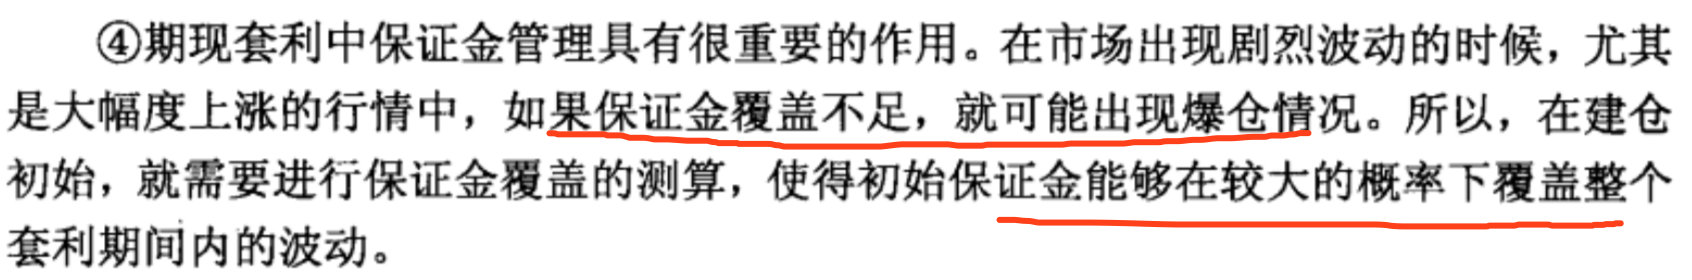 ④期现套利中保证金管理具有很重要的作用。在市场出现剧烈波动的时候，尤其
是大幅度上涨的行情中，如果保证金覆盖不足，就可能出现爆仓情况。所以，在建仓
初始，就需要进行保证金覆盖的测算，使得初始保证金能够在较大的概率下覆盖整个
套利期间内的波动。